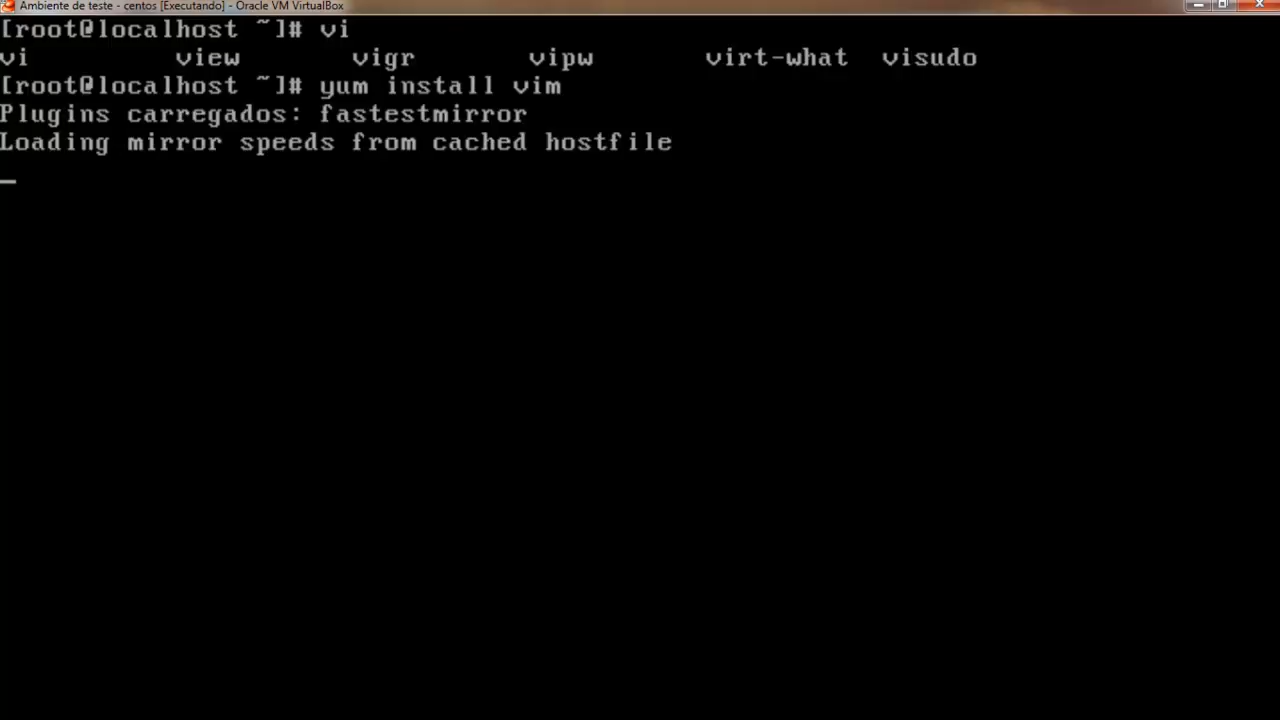 Ambiente de teste - centos [Executando] - Oracle VM VirtualBox
[root@localhost ~]# vi
vi view vigr vipw virt-what visudo
[root@localhost ~]# yum install vim
Plugins carregados: fastestmirror
Loading mirror speeds from cached hostfile